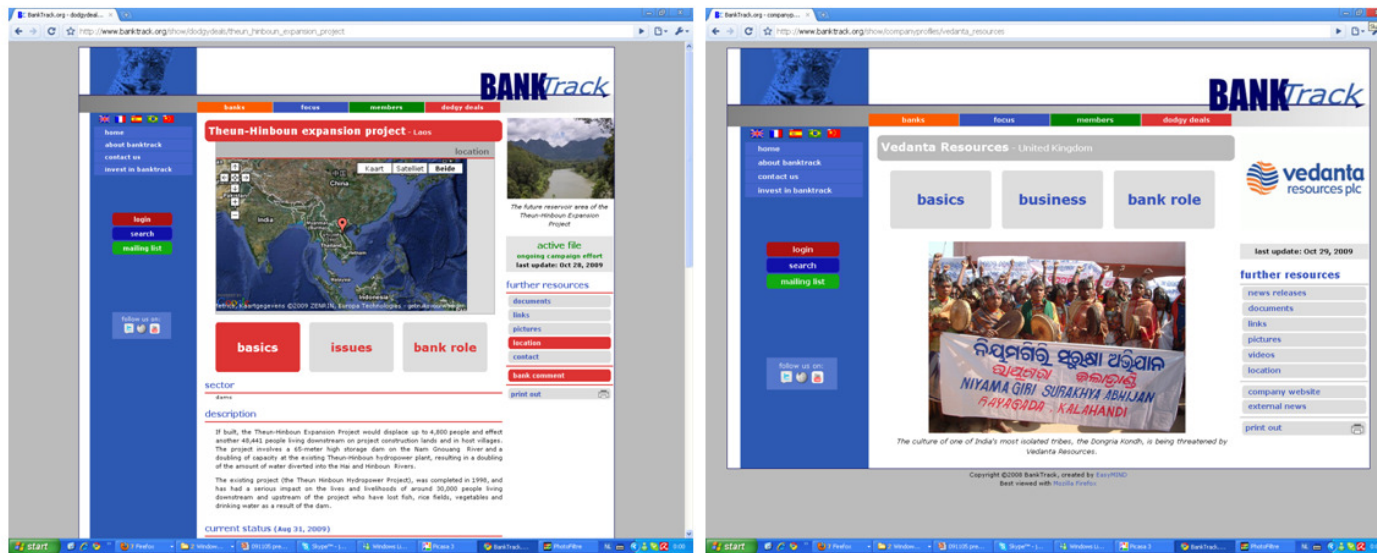 BankTrack.org - dodgydeal...
http://www.banktrack.org/show/dodgydeals/theun_hinboun_expansion_project
BANKTrack
banks focus members dodgy deals
home
about banktrack
contact us
invest in banktrack
login
search
mailing list
follow us on:
Theun-Hinboun expansion project - Laos
location
Kaart Satelliet Beide
China
India
Indonesia
The future reservoir area of the
Theun-Hinboun Expansion
Project
active file
ongoing campaign effort
last update: Oct 28, 2009
further resources
documents
links
pictures
location
contact
bank comment
print out
basics issues bank role
sector
dams
description
If built, the Theun-Hinboun Expansion Project would displace up to 4,800 people and effect
another 48,441 people living downstream on project construction lands and in host villages.
The project involves a 65-meter high storage dam on the Nam Gnouang River and a
doubling of capacity at the existing Theun-Hinboun hydropower plant, resulting in a doubling
of the amount of water diverted into the Hai and Hinboun Rivers.
The existing project (the Theun Hinboun Hydropower Project), was completed in 1998, and
has had a serious impact on the lives and livelihoods of around 30,000 people living
downstream and upstream of the project who have lost fish, rice fields, vegetables and
drinking water as a result of the dam.
current status (Aug 31, 2009)
start
BankTrack.org - companyp...
http://www.banktrack.org/show/companyprofiles/vedanta_resources
BANKTrack
banks focus members dodgy deals
home
about banktrack
contact us
invest in banktrack
login
search
mailing list
follow us on:
Vedanta Resources - United Kingdom
basics business bank role
vedanta
resources plc
last update: Oct 29, 2009
further resources
news releases
documents
links
pictures
videos
location
company website
external news
print out
ନିୟମଗିରି ସୁରକ୍ଷା ଅଭିଯାନ
ରାୟଗଡ଼ା କଳାହାଣ୍ଡି
NIYAMA GIRI SURAKHYA ABHIJAN
RAYAGADA - KALAHANDI
The culture of one of India's most isolated tribes, the Dongria Kondh, is being threatened by
Vedanta Resources.
Copyright ©2008 BankTrack, created by EasyMIND
Best viewed with Mozilla Firefox
start